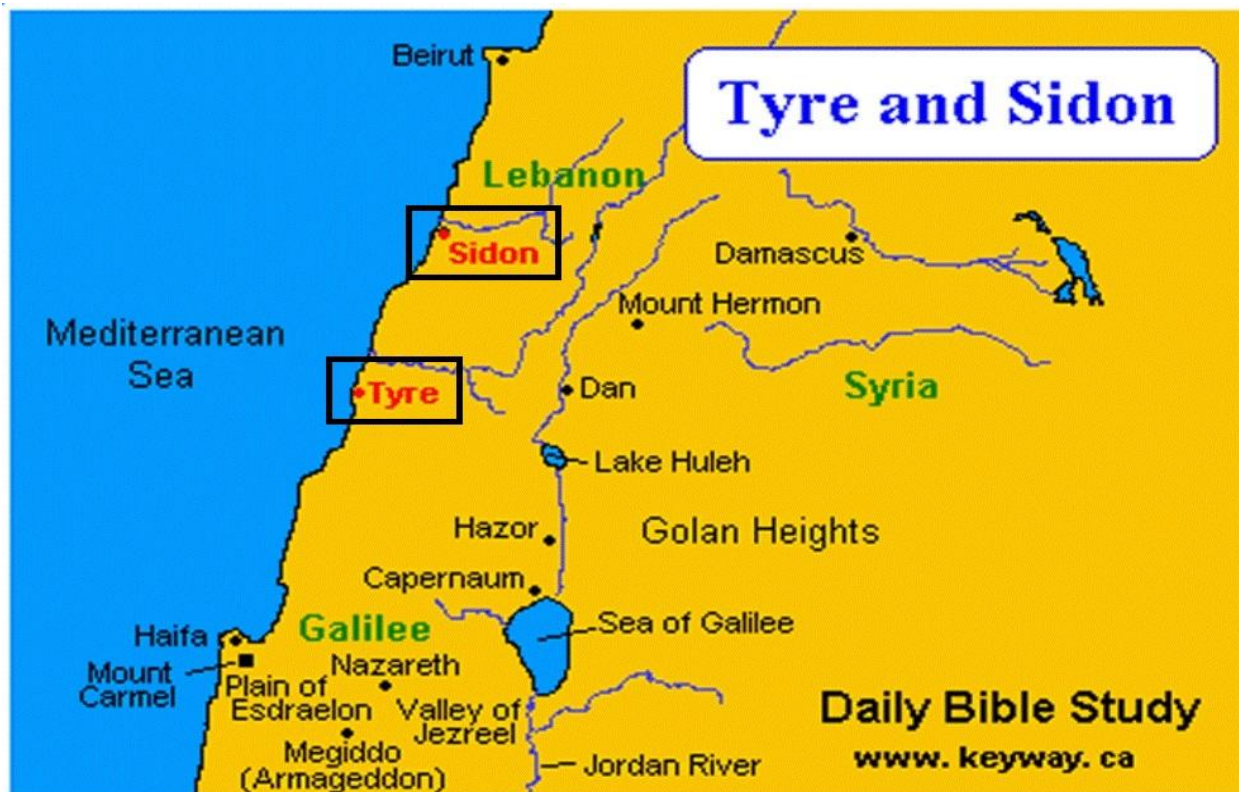 Beirut
Tyre and Sidon
Lebanon
Sidon
Damascus
Mount Hermon
Mediterranean
Sea
Tyre
Dan
Syria
Lake Huleh
Hazor
Golan Heights
Capernaum
Galilee
Sea of Galilee
Haifa
Mount
Carmel
Nazareth
Plain of
Esdraelon
Valley of
Jezreel
Megiddo
(Armageddon)
Jordan River
Daily Bible Study
www. keyway. ca